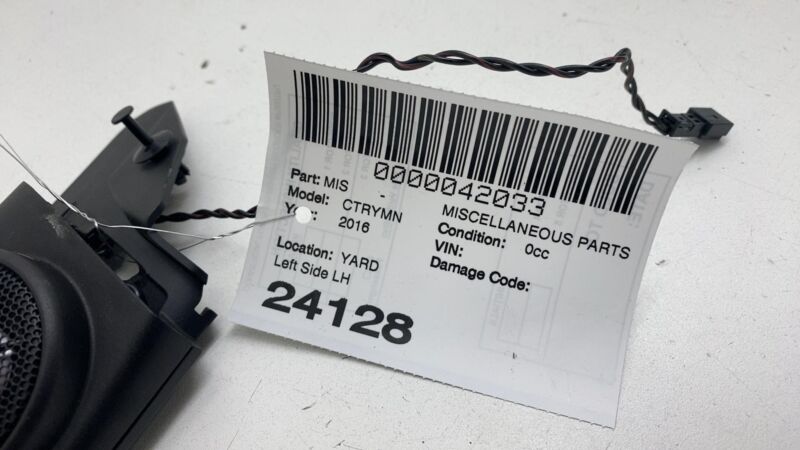 0000042033
Part: MIS - MISCELLANEOUS PARTS
Model: CTRYMN Condition: 0cc
2016 VIN:
Location: YARD Damage Code:
Left Side LH
24128